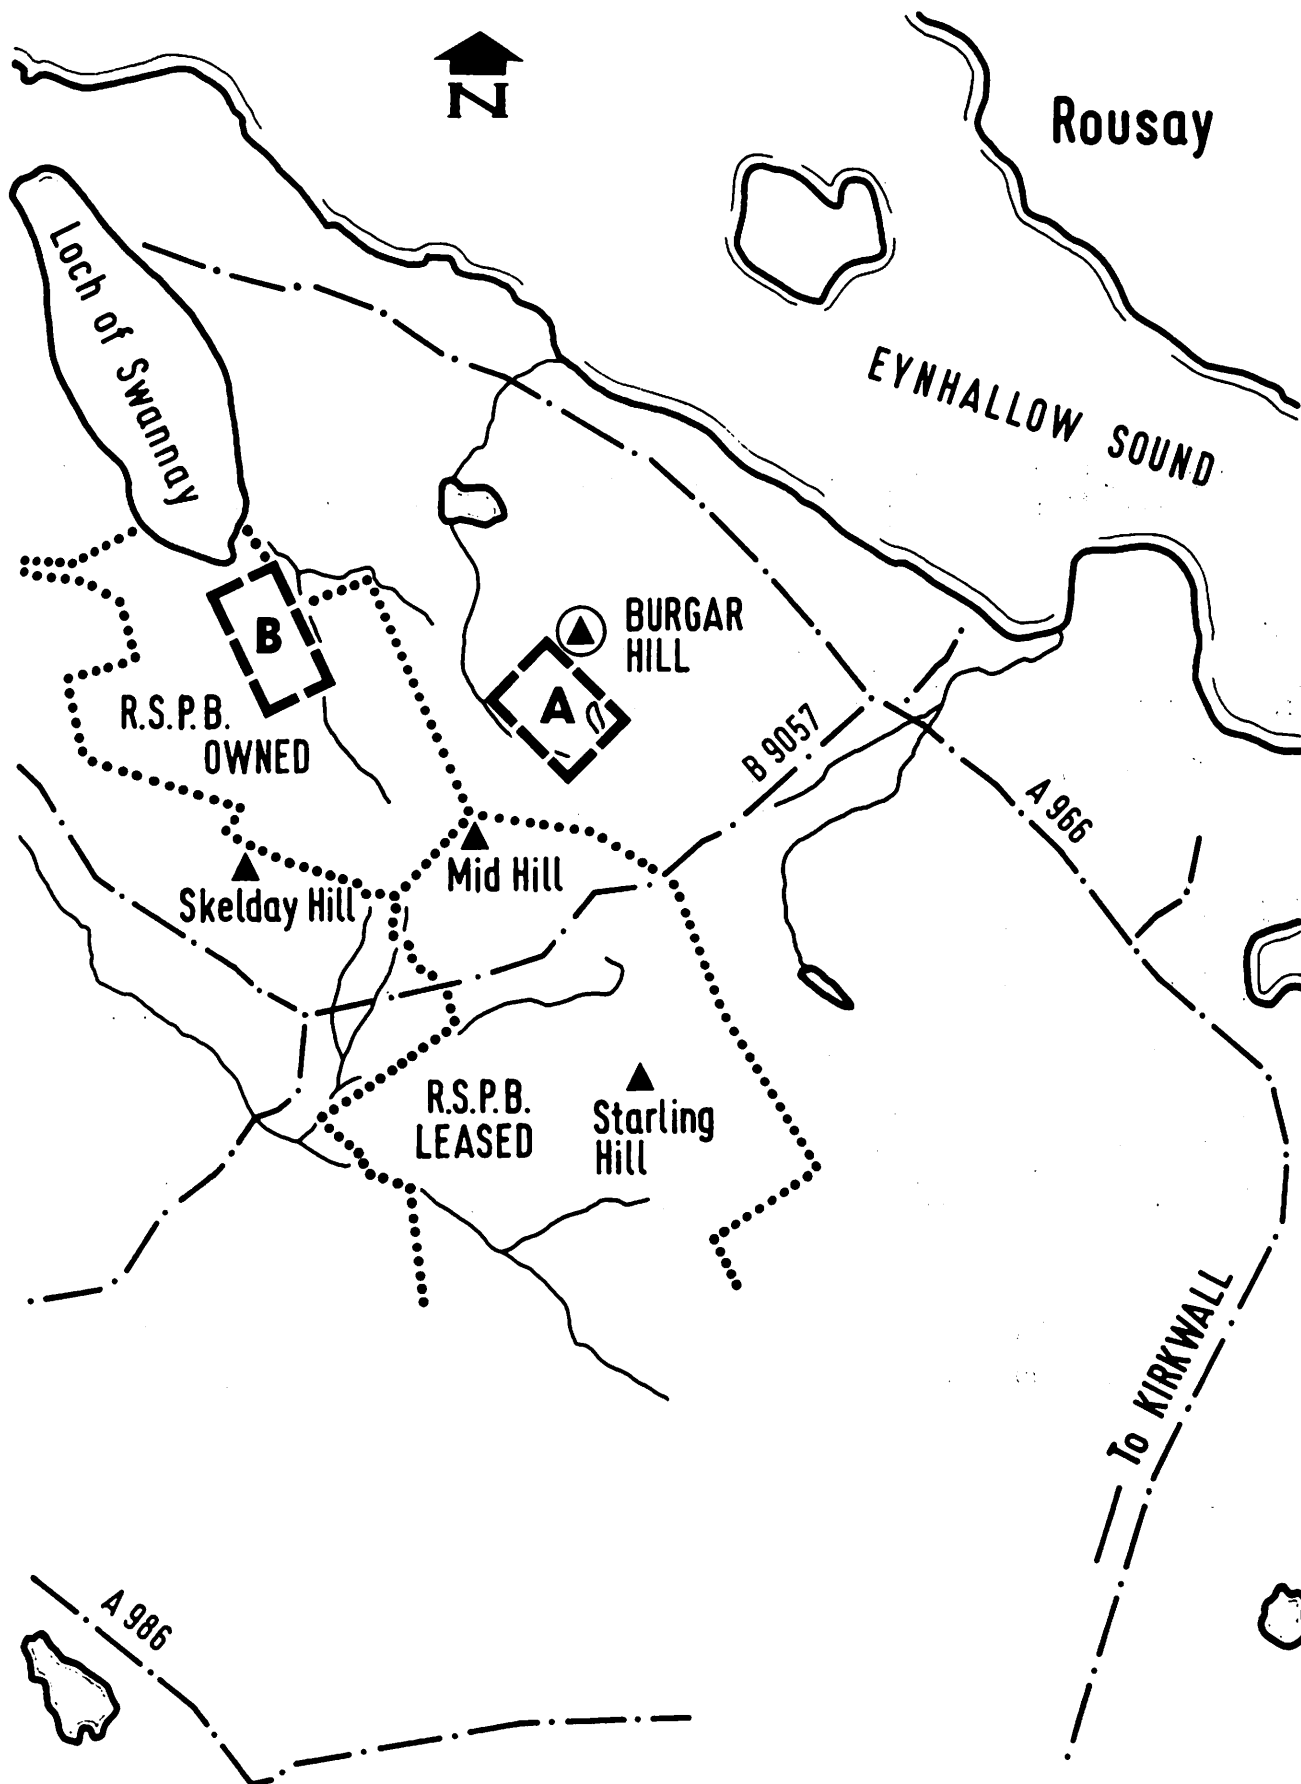 N
Rousay
Loch of Swannay
EYNHALLOW SOUND
BURGAR
HILL
B
A
R.S.P.B.
OWNED
B 9057
A 966
Mid Hill
Skelday Hill
R.S.P.B.
LEASED
Starling
Hill
To KIRKWALL
A 986